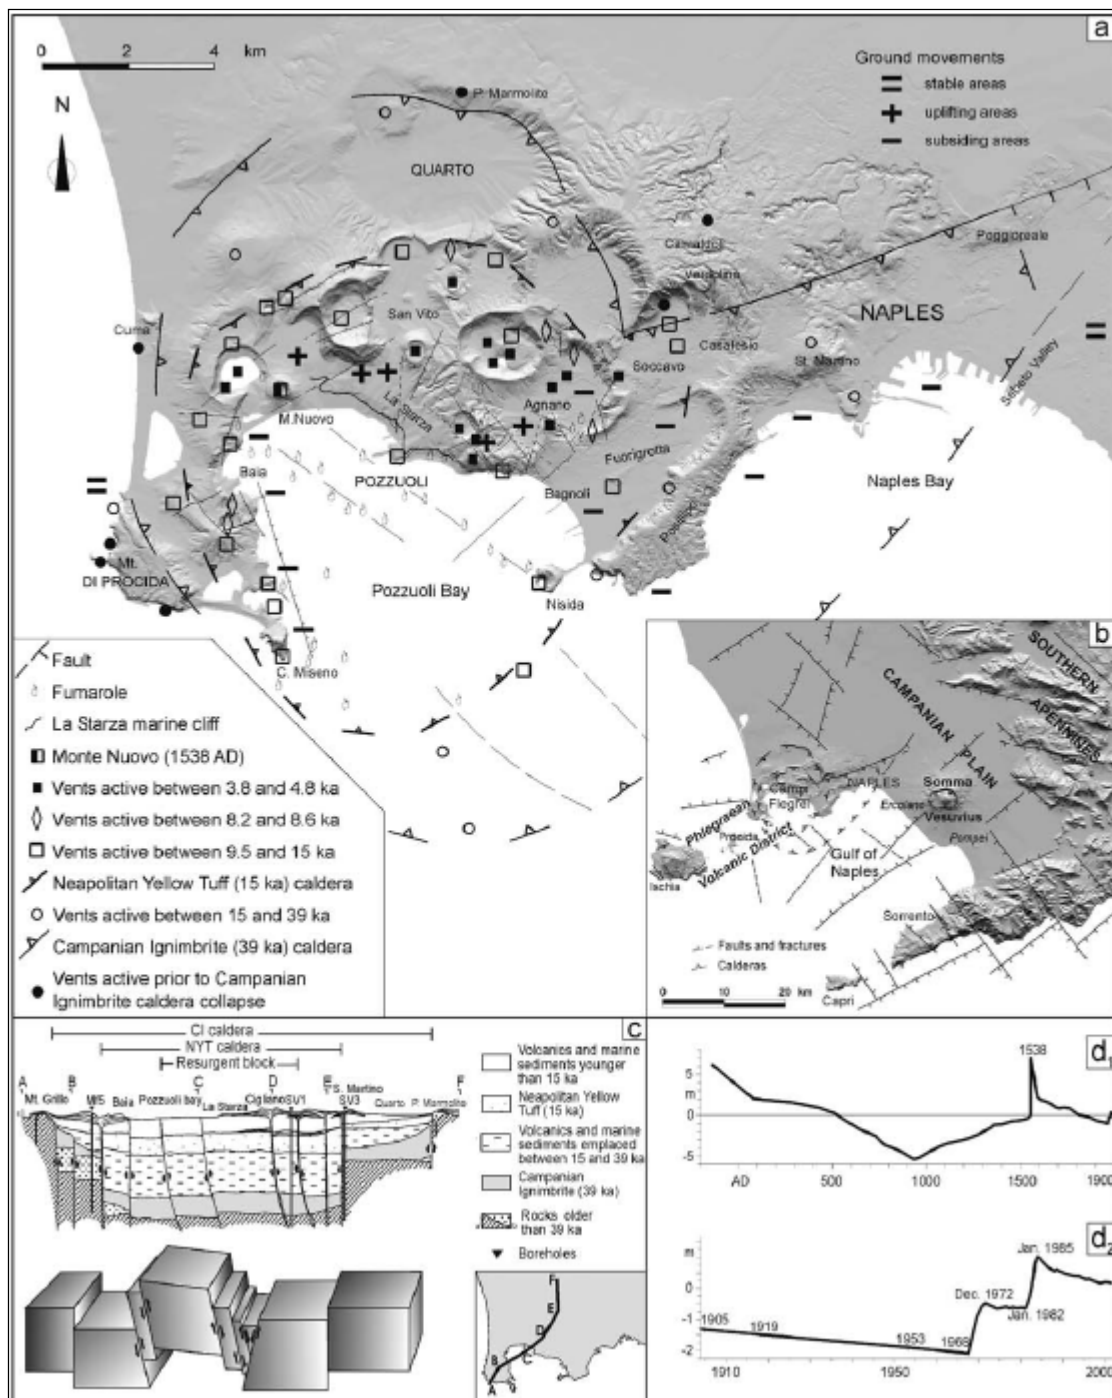 a
0 2 4 km
N
Ground movements
stable areas
uplifting areas
subsiding areas
P. Marmolite
QUARTO
Camaldoli
Poggioreale
Verdolino
NAPLES
San Vito
Cuma
Casalesio
St. Martino
Soccavo
Sebeto Valley
Agnano
La Starza
M.Nuovo
Fuorigrotta
Baia
POZZUOLI
Bagnoli
Posillipo
Naples Bay
Mt.
DI PROCIDA
Pozzuoli Bay
Nisida
C. Miseno
Fault
Fumarole
La Starza marine cliff
Monte Nuovo (1538 AD)
Vents active between 3.8 and 4.8 ka
Vents active between 8.2 and 8.6 ka
Vents active between 9.5 and 15 ka
Neapolitan Yellow Tuff (15 ka) caldera
Vents active between 15 and 39 ka
Campanian Ignimbrite (39 ka) caldera
Vents active prior to Campanian
Ignimbrite caldera collapse
b
SOUTHERN
APENNINES
CAMPANIAN
PLAIN
NAPLES
Campi
Flegrei
Somma
Vesuvius
Ercolano
Pompei
Phlegraean
Volcanic District
Procida
Ischia
Gulf of
Naples
Sorrento
Capri
Faults and fractures
Calderas
0 10 20 km
c
CI caldera
NYT caldera
Resurgent block
A B C D E F
Mt. Grillo
Baia
Pozzuoli bay
La Starza
Cigliano
SV1
S. Martino
SV3
Quarto
P. Marmolite
Volcanics and marine
sediments younger
than 15 ka
Neapolitan Yellow
Tuff (15 ka)
Volcanics and marine
sediments emplaced
between 15 and 39 ka
Campanian
Ignimbrite (39 ka)
Rocks older
than 39 ka
Boreholes
F
E
D
C
B
A
d1
1538
5
m
0
-5
AD 500 1000 1500 1900
d2
m
0
-1
-2
Jan. 1985
Dec. 1972
Jan. 1982
1905
1919
1953
1968
1910 1950 2000